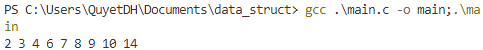 PS C:\Users\QuyetDH\Documents\data_struct> gcc .\main.c -o main;.\ma
in
2 3 4 6 7 8 9 10 14